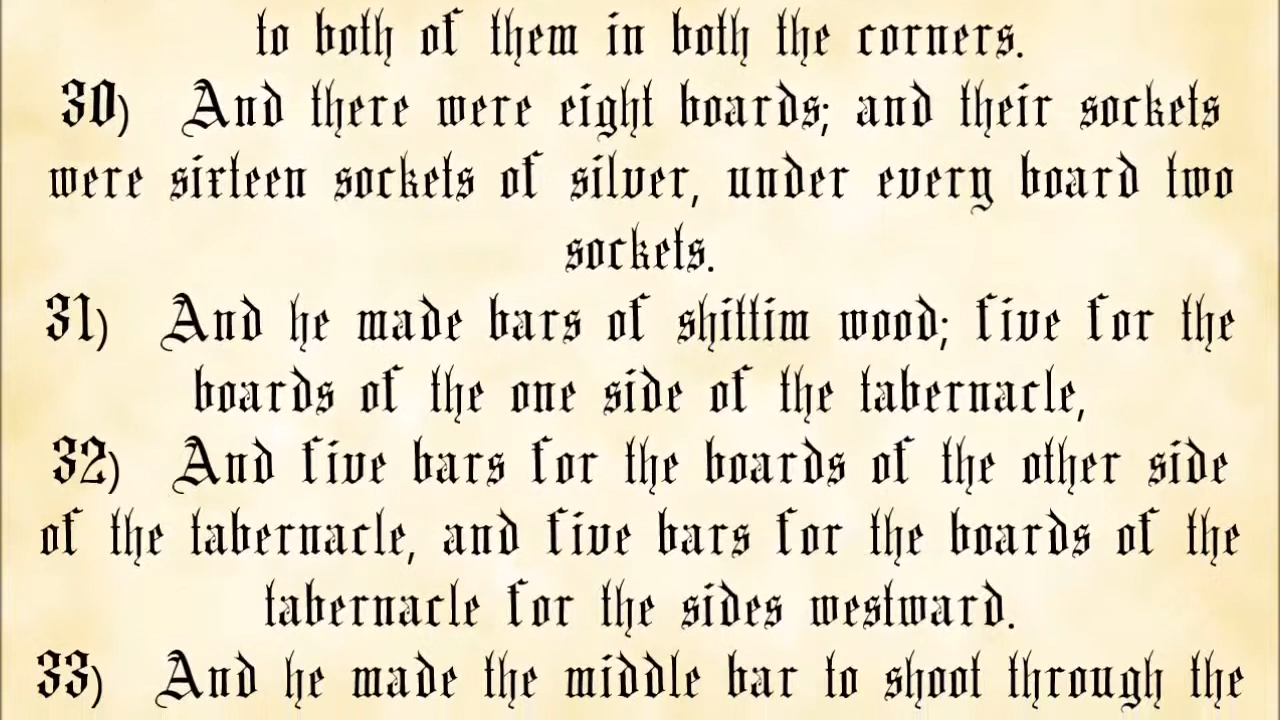 to both of them in both the corners.
30) And there were eight boards; and their sockets
were sixteen sockets of silver, under every board two
sockets.
31) And he made bars of shittim wood; five for the
boards of the one side of the tabernacle,
32) And five bars for the boards of the other side
of the tabernacle, and five bars for the boards of the
tabernacle for the sides westward.
33) And he made the middle bar to shoot through the